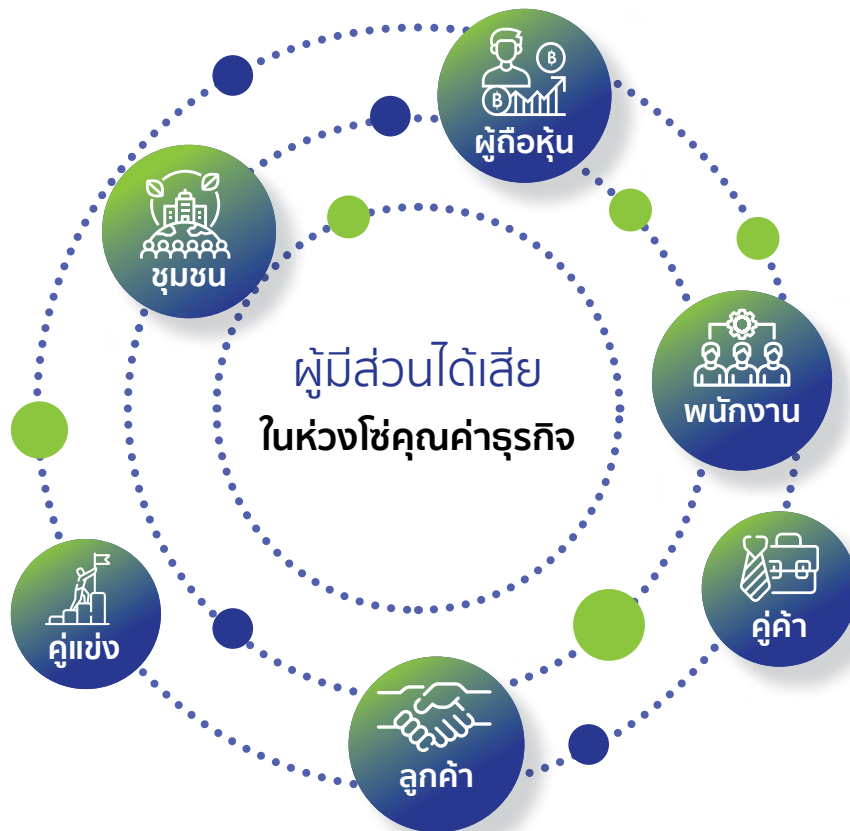 ผู้ถือหุ้น
ชุมชน
ผู้มีส่วนได้เสีย
ในห่วงโซ่คุณค่าธุรกิจ
พนักงาน
คู่ค้า
คู่แข่ง
ลูกค้า